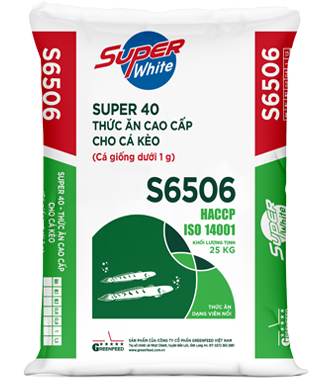 SUPER
White
S6506
S6506
SUPER 40
THỨC ĂN CAO CẤP
CHO CÁ KÈO
(Cá giống dưới 1 g)
S6506
HACCP
ISO 14001
KHỐI LƯỢNG TỊNH
25 KG
SUPER 40 - THỨC ĂN CAO CẤP
CHO CÁ KÈO
SUPER
White
THỨC ĂN
DẠNG VIÊN NỔI
GREENFEED
SẢN PHẨM CỦA CÔNG TY CỔ PHẦN GREENFEED VIỆT NAM